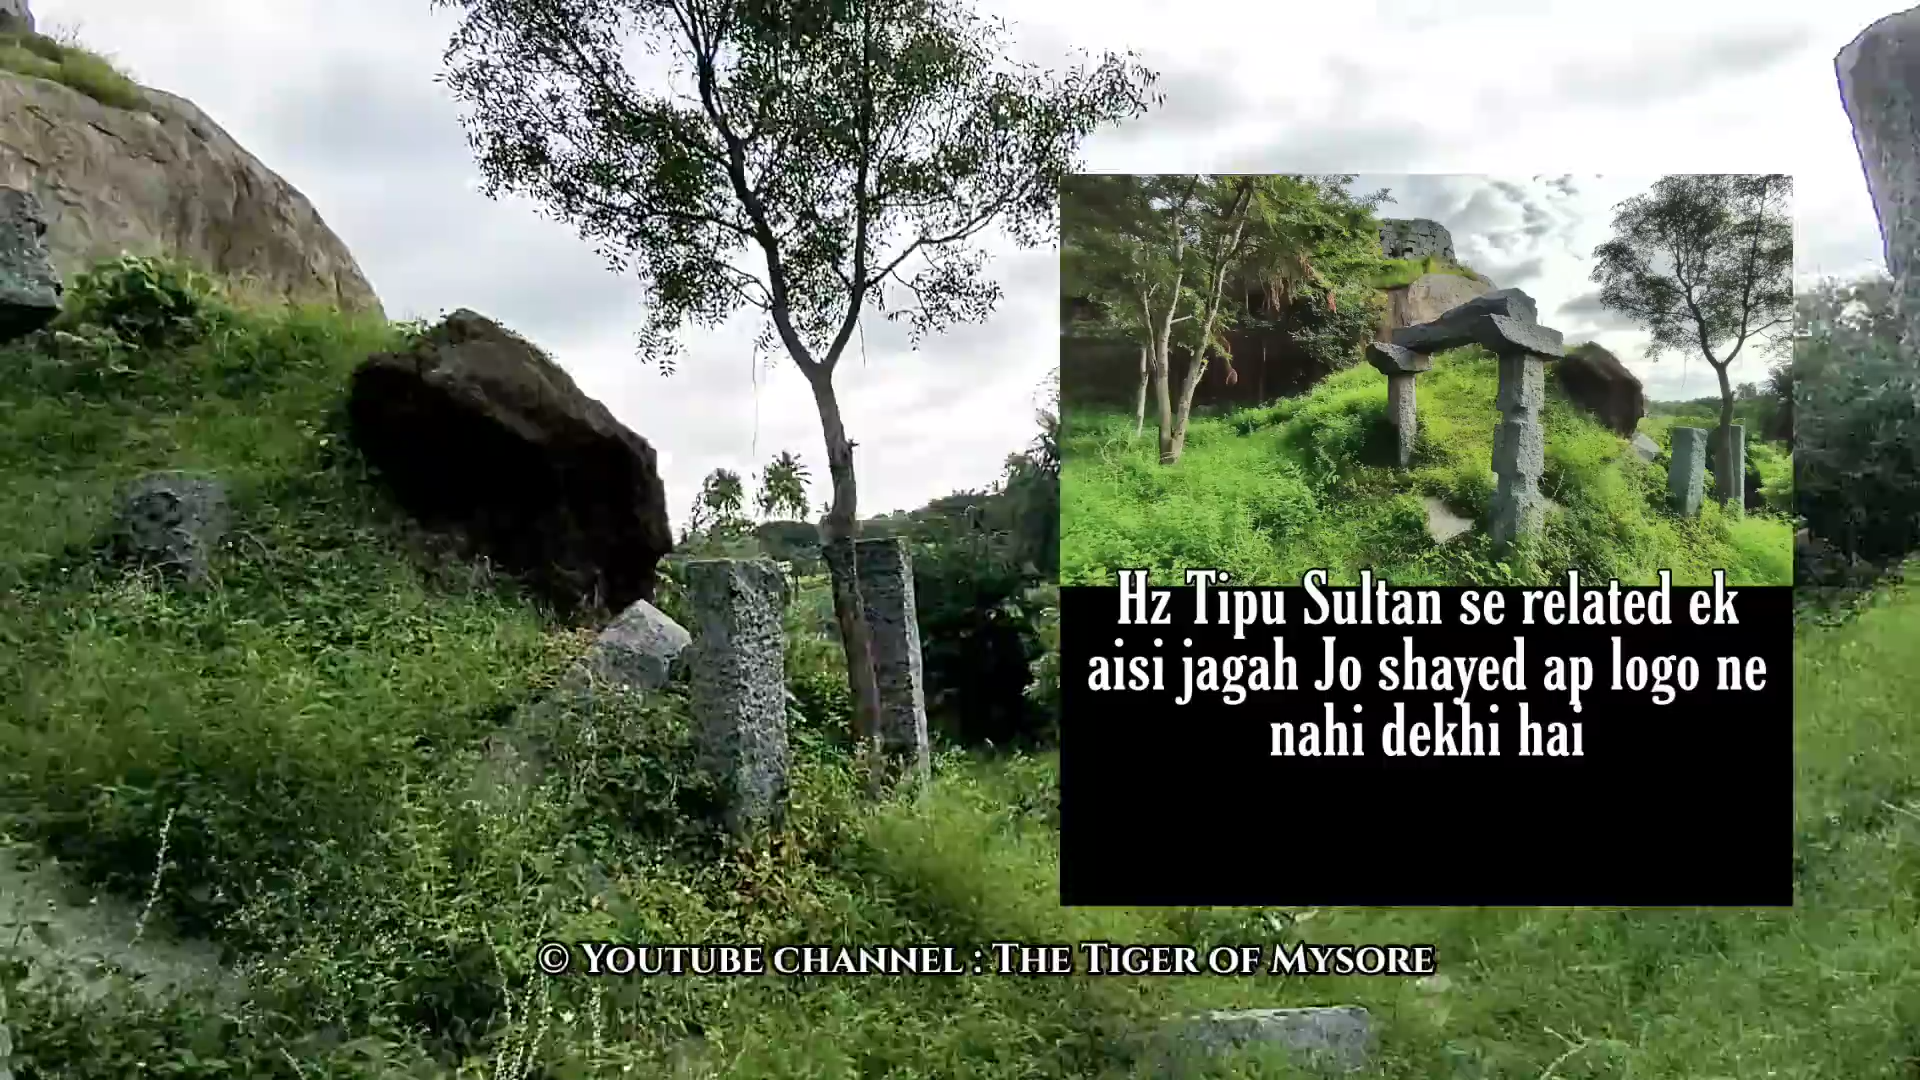 Hz Tipu Sultan se related ek
aisi jagah Jo shayed ap logo ne
nahi dekhi hai
© YOUTUBE CHANNEL : THE TIGER OF MYSORE